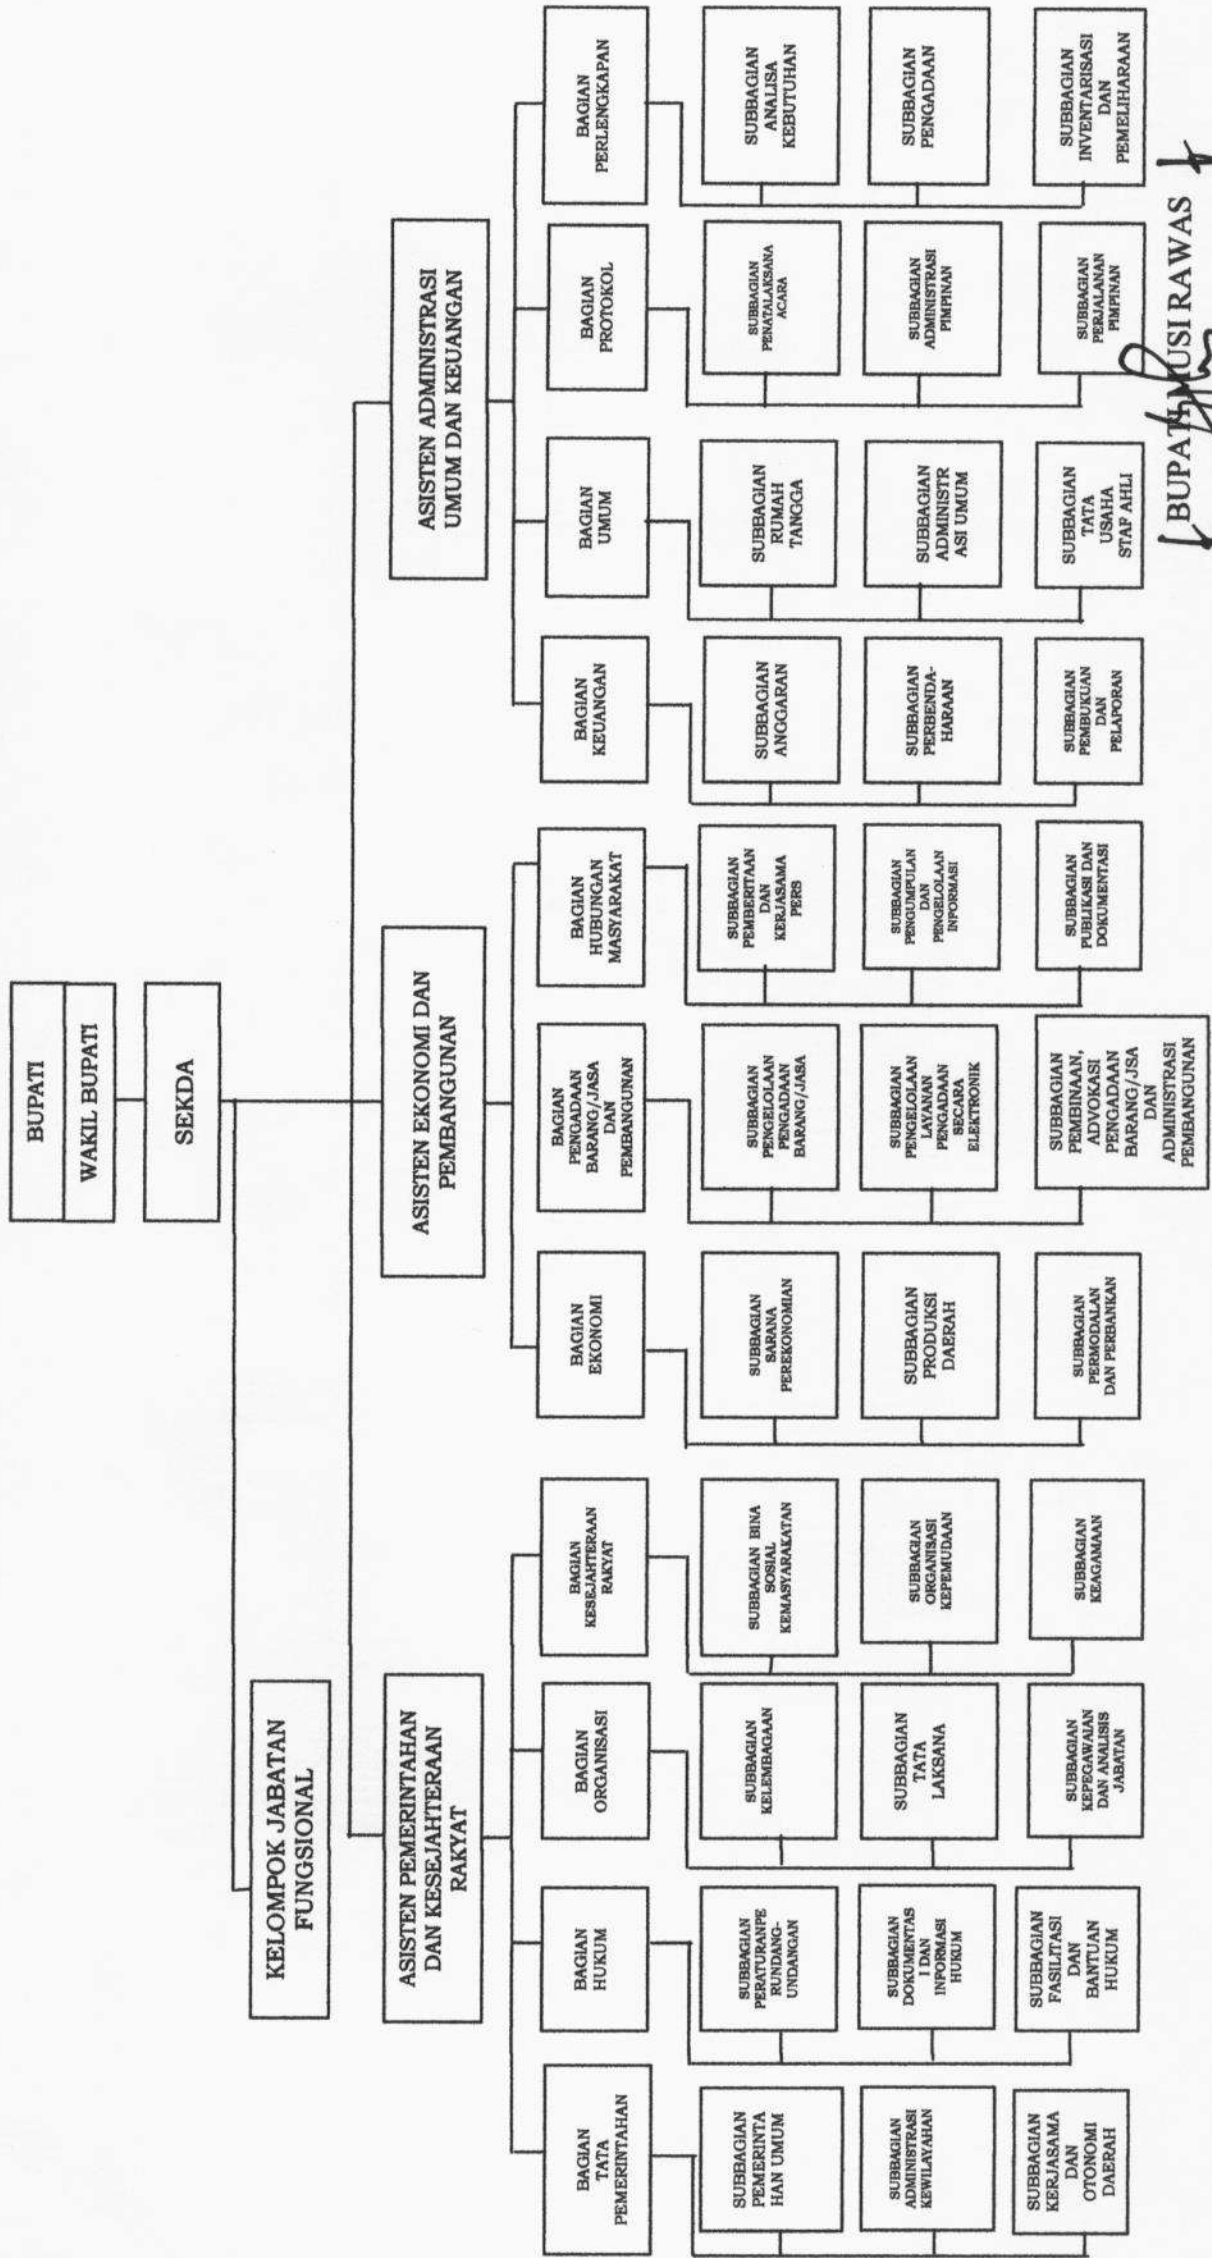 BUPATI
WAKIL BUPATI
SEKDA
KELOMPOK JABATAN
FUNGSIONAL
ASISTEN PEMERINTAHAN
DAN KESEJAHTERAAN
RAKYAT
ASISTEN EKONOMI DAN
PEMBANGUNAN
ASISTEN ADMINISTRASI
UMUM DAN KEUANGAN
BAGIAN
TATA
PEMERINTAHAN
BAGIAN
HUKUM
BAGIAN
ORGANISASI
BAGIAN
KESEJAHTERAAN
RAKYAT
BAGIAN
EKONOMI
BAGIAN
PENGADAAN
BARANG/JASA
DAN
PEMBANGUNAN
BAGIAN
HUBUNGAN
MASYARAKAT
BAGIAN
KEUANGAN
BAGIAN
UMUM
BAGIAN
PROTOKOL
BAGIAN
PERLENGKAPAN
SUBBAGIAN
PEMERINTA
HAN UMUM
SUBBAGIAN
PERATURANPE
RUNDANG-
UNDANGAN
SUBBAGIAN
KELEMBAGAAN
SUBBAGIAN BINA
SOSIAL
KEMASYARAKATAN
SUBBAGIAN
SARANA
PEREKONOMIAN
SUBBAGIAN
PENGELOLAAN
PENGADAAN
BARANG/JASA
SUBBAGIAN
PEMBERITAAN
DAN
KERJASAMA
PERS
SUBBAGIAN
ANGGARAN
SUBBAGIAN
RUMAH
TANGGA
SUBBAGIAN
PENATALAKSANA
ACARA
SUBBAGIAN
ANALISA
KEBUTUHAN
SUBBAGIAN
ADMINISTRASI
KEWILAYAHAN
SUBBAGIAN
DOKUMENTAS
I DAN
INPORMASI
HUKUM
SUBBAGIAN
TATA
LAKSANA
SUBBAGIAN
ORGANISASI
KEPEMUDAAN
SUBBAGIAN
PRODUKSI
DAERAH
SUBBAGIAN
PENGELOLAAN
LAYANAN
PENGADAAN
SECARA
ELEKTRONIK
SUBBAGIAN
PENGUMPULAN
DAN
PENGELOLAAN
INPORMASI
SUBBAGIAN
PERBENDA-
HARAAN
SUBBAGIAN
ADMINISTR
ASI UMUM
SUBBAGIAN
ADMINISTRASI
PIMPINAN
SUBBAGIAN
PENGADAAN
SUBBAGIAN
KERJASAMA
DAN
OTONOMI
DAERAH
SUBBAGIAN
FASILITASI
DAN
BANTUAN
HUKUM
SUBBAGIAN
KEPEGAWAIAN
DAN ANALISIS
JABATAN
SUBBAGIAN
KEAGAMAAN
SUBBAGIAN
PERMODALAN
DAN PERBANKAN
SUBBAGIAN
PEMBINAAN,
ADVOKASI
PENGADAAN
BARANG/JSA
DAN
ADMINISTRASI
PEMBANGUNAN
SUBBAGIAN
PUBLIKASI DAN
DOKUMENTASI
SUBBAGIAN
PEMBUKUAN
DAN
PELAPORAN
SUBBAGIAN
TATA
USAHA
STAF AHLI
SUBBAGIAN
PERJALANAN
PIMPINAN
SUBBAGIAN
INVENTARISASI
DAN
PEMELIHARAAN
BUPATI MUSI RAWAS